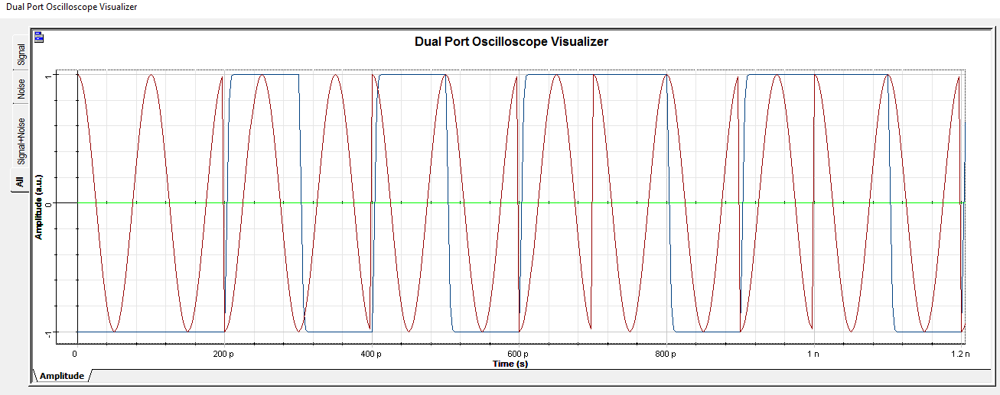 Dual Port Oscilloscope Visualizer
Dual Port Oscilloscope Visualizer
Signal
Noise
Signal+Noise
All
Amplitude (a.u.)
1
0
-1
0
200 p
400 p
600 p
800 p
1 n
1.2 n
Time (s)
Amplitude